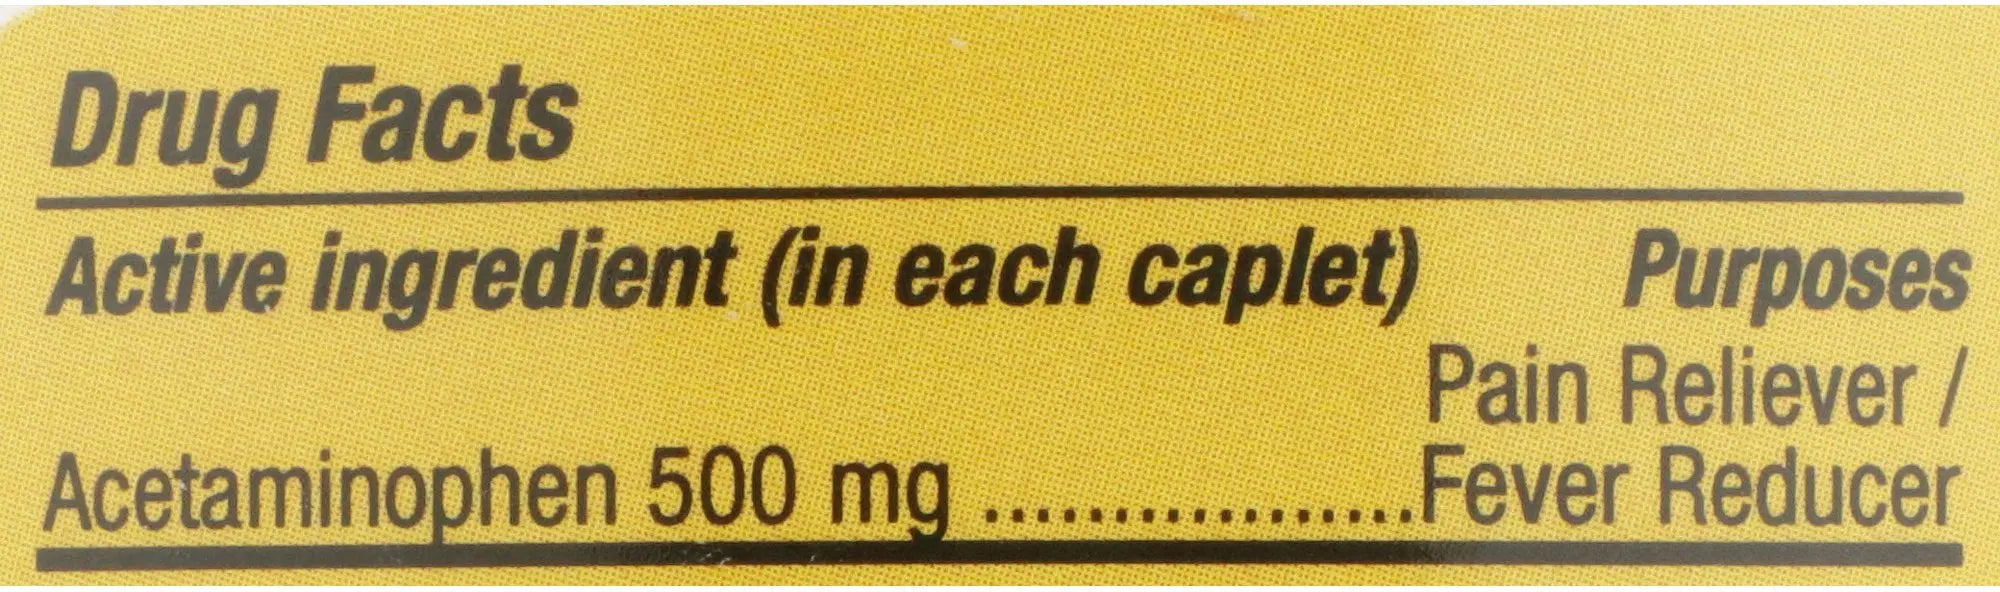 Drug Facts
Active ingredient (in each caplet) Purposes
Pain Reliever /
Acetaminophen 500 mg .................Fever Reducer